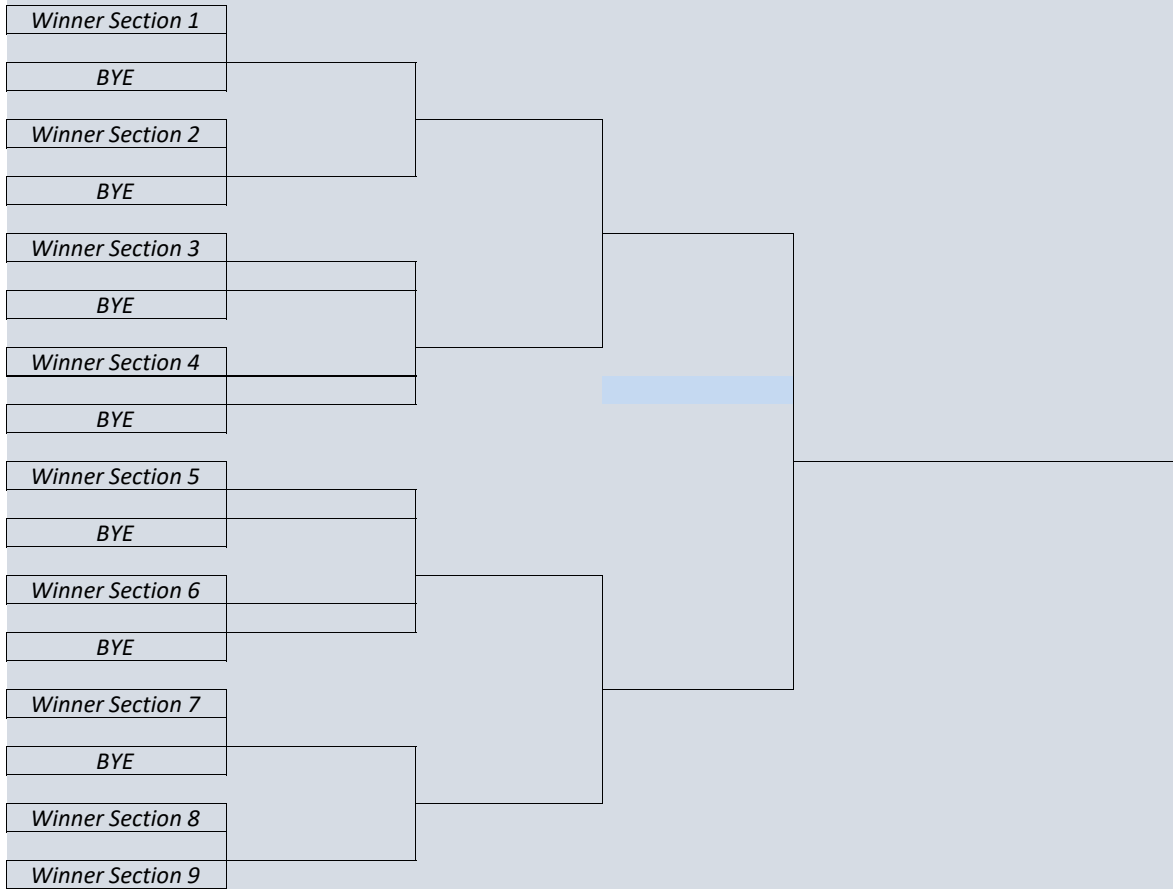 Winner Section 1
BYE
Winner Section 2
BYE
Winner Section 3
BYE
Winner Section 4
BYE
Winner Section 5
BYE
Winner Section 6
BYE
Winner Section 7
BYE
Winner Section 8
Winner Section 9